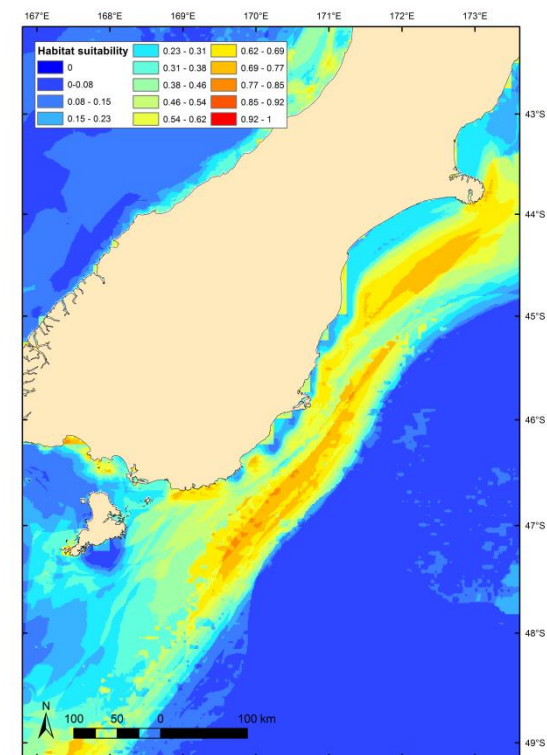 167°E 168°E 169°E 170°E 171°E 172°E 173°E
Habitat suitability
0
0-0.08
0.08 - 0.15
0.15 - 0.23
0.23 - 0.31
0.31 - 0.38
0.38 - 0.46
0.46 - 0.54
0.54 - 0.62
0.62 - 0.69
0.69 - 0.77
0.77 - 0.85
0.85 - 0.92
0.92 - 1
43°S
44°S
45°S
46°S
47°S
48°S
49°S
N
100 50 0 100 km